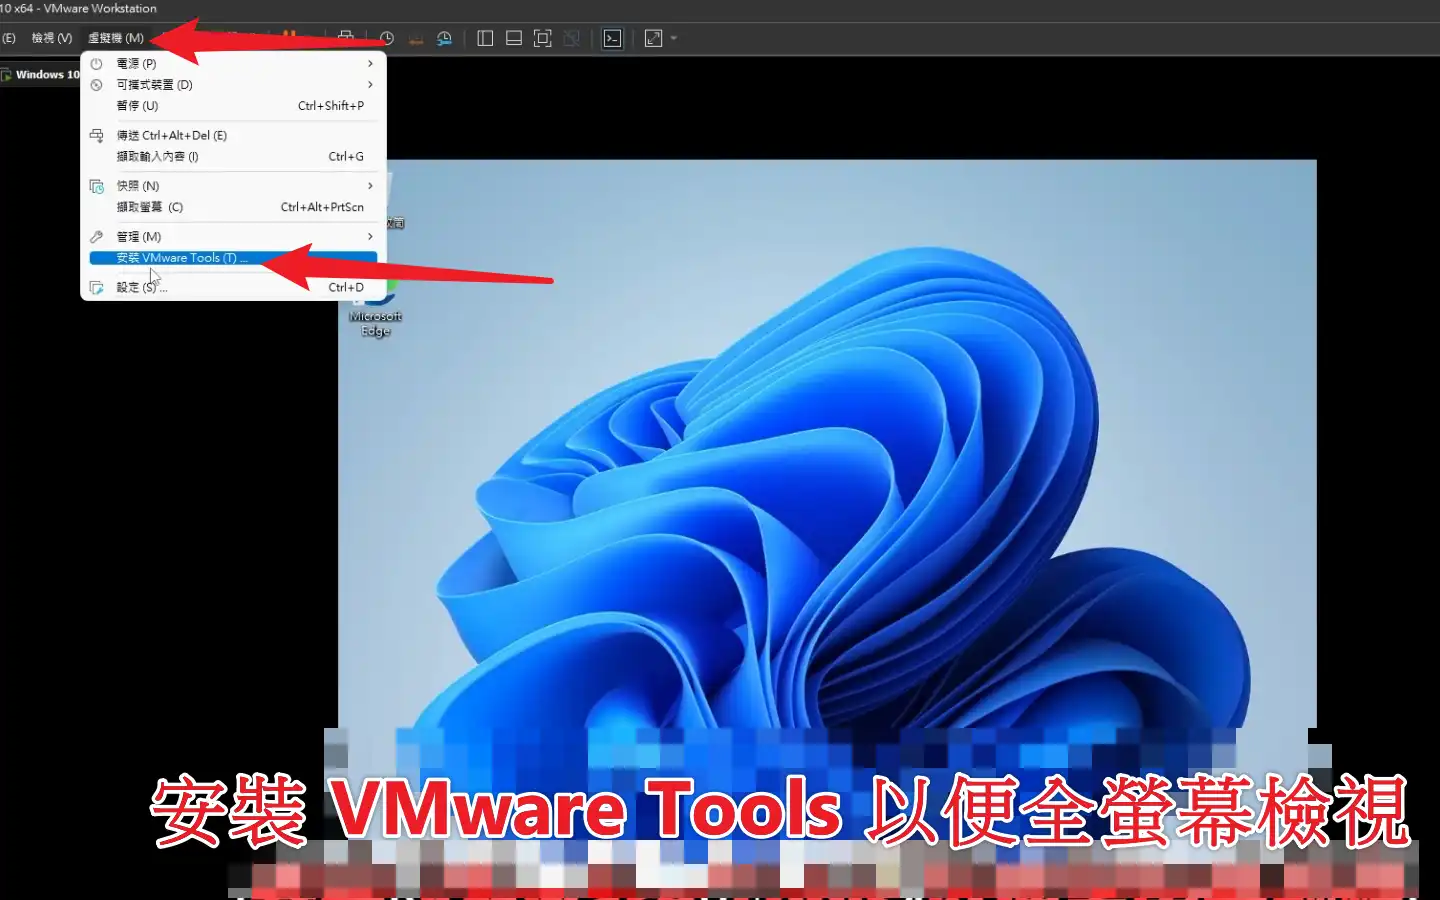 10 x64 - VMware Workstation
(E) 檢視 (V) 虛擬機 (M)
Windows 10
電源 (P)
可攜式裝置 (D)
暫停 (U) Ctrl+Shift+P
傳送 Ctrl+Alt+Del (E)
擷取輸入內容 (I) Ctrl+G
快照 (N)
擷取螢幕 (C) Ctrl+Alt+PrtScn
管理 (M)
安裝 VMware Tools (T) ...
設定 (S) ... Ctrl+D
Microsoft
Edge
安裝 VMware Tools 以便全螢幕檢視